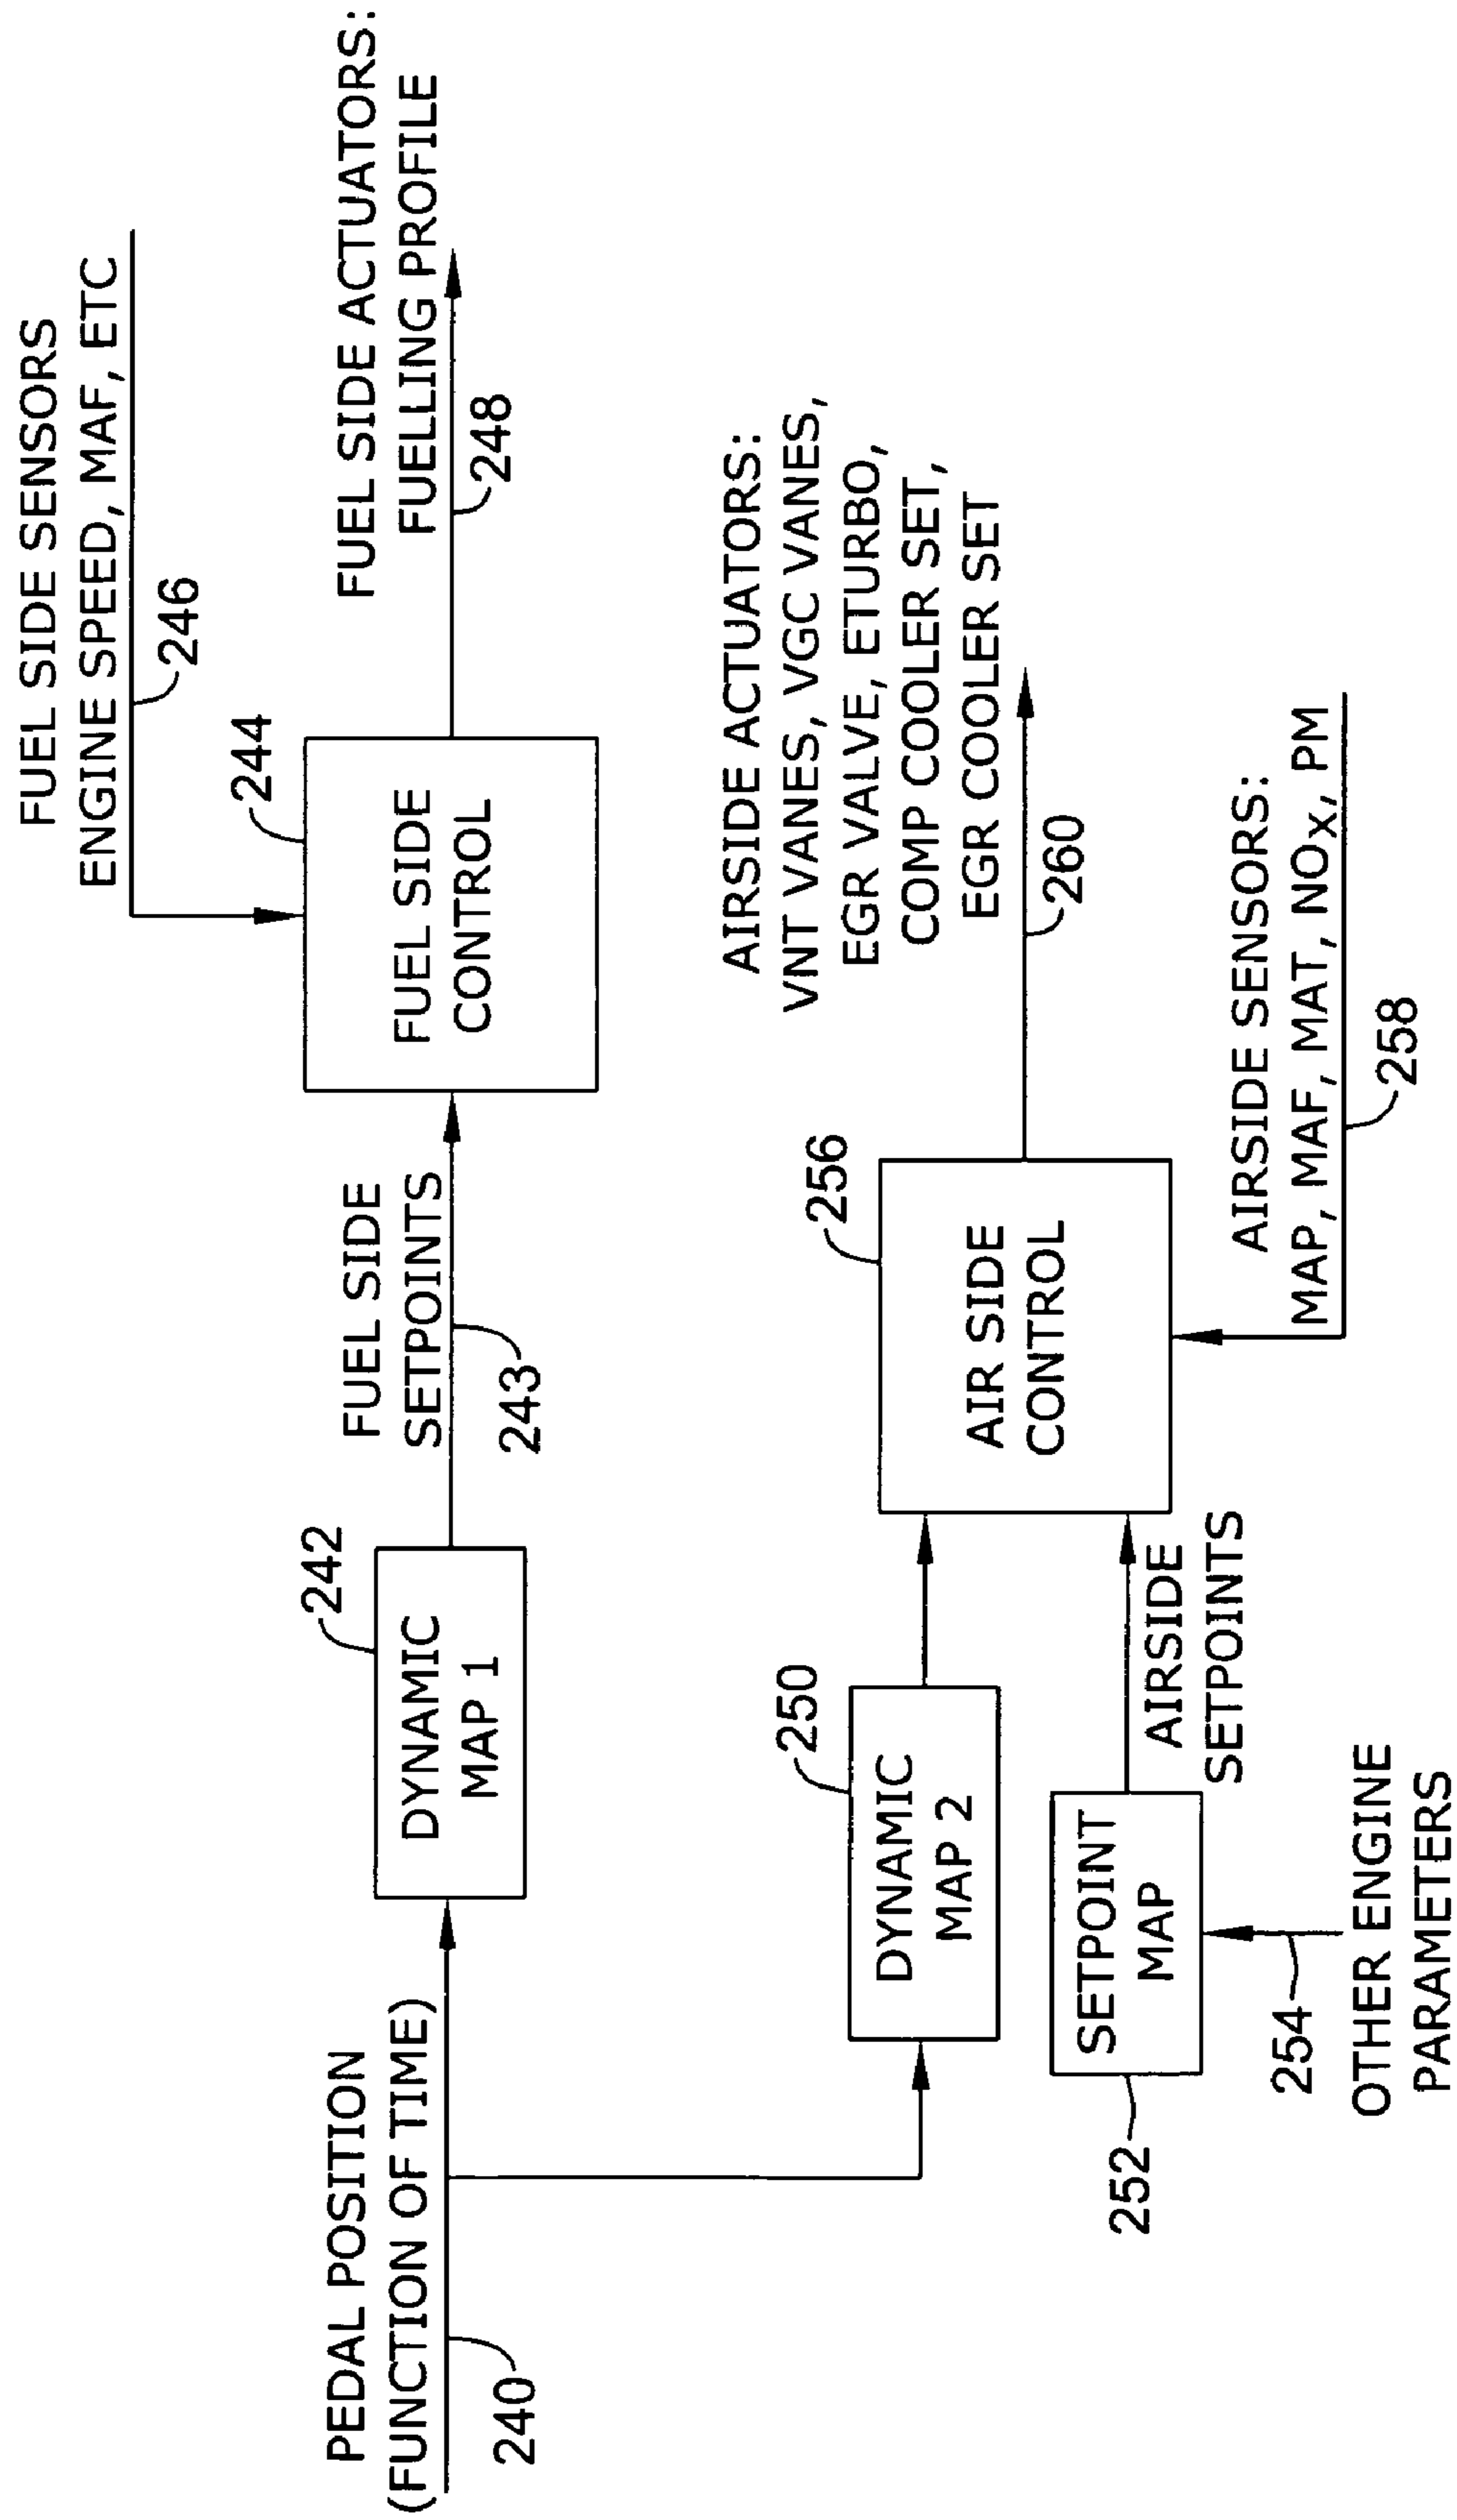 FUEL SIDE SENSORS
ENGINE SPEED, MAF, ETC
246
244
FUEL SIDE ACTUATORS:
FUELLING PROFILE
248
FUEL SIDE
CONTROL
FUEL SIDE
SETPOINTS
243
242
DYNAMIC
MAP 1
PEDAL POSITION
(FUNCTION OF TIME)
240
AIRSIDE ACTUATORS:
VNT VANES, VGC VANES,
EGR VALVE, ETURBO,
COMP COOLER SET,
EGR COOLER SET
260
256
AIR SIDE
CONTROL
250
DYNAMIC
MAP 2
SETPOINT
MAP
252
AIRSIDE
SETPOINTS
AIRSIDE SENSORS:
MAP, MAF, MAT, NOx, PM
258
254
OTHER ENGINE
PARAMETERS